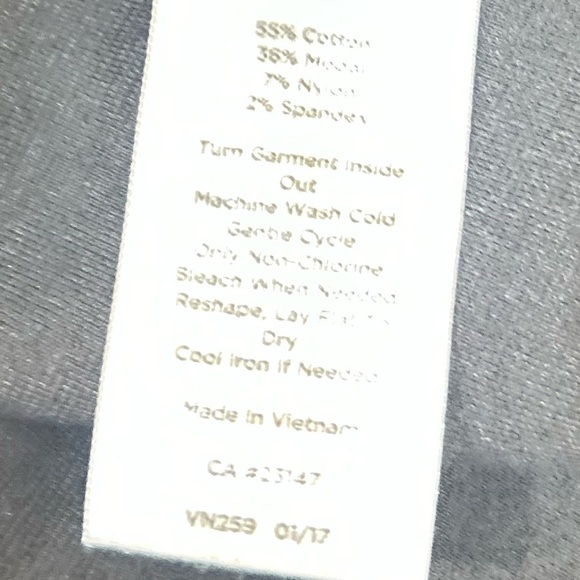 55% Cotton
36% Modal
7% Nylon
2% Spandex
Turn Garment Inside
Out
Machine Wash Cold
Gentle Cycle
Only Non-Chlorine
Bleach When Needed
Reshape, Lay Flat To
Dry
Cool Iron If Needed
Made In Vietnam
CA #23147
VN259 01/17